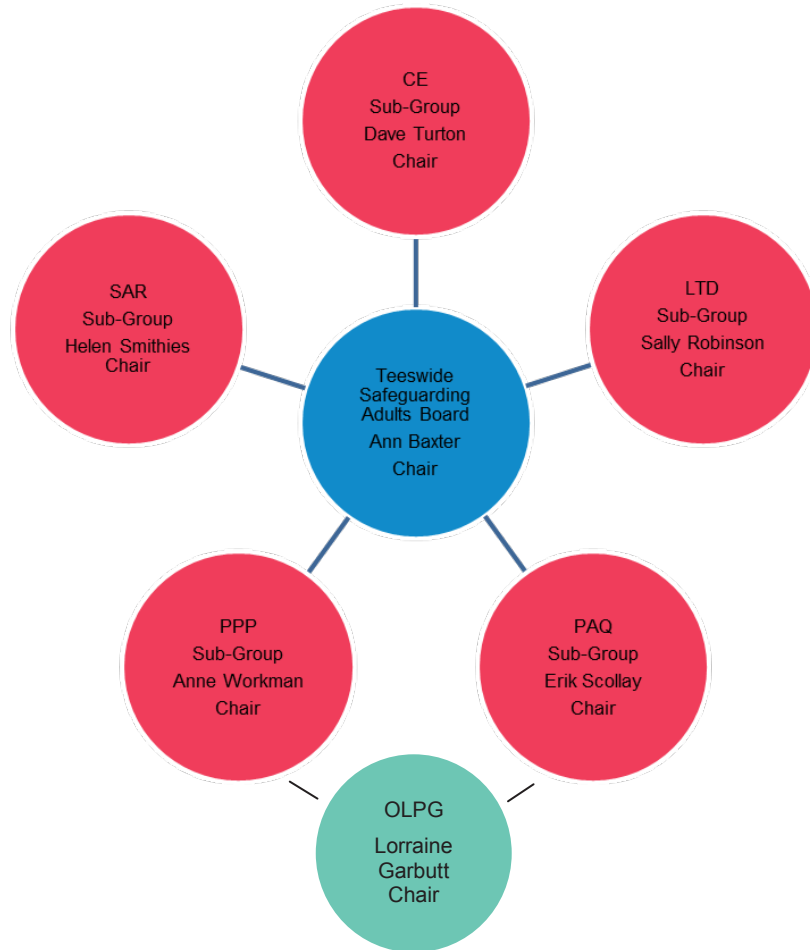 CE
Sub-Group
Dave Turton
Chair
SAR
Sub-Group
Helen Smithies
Chair
LTD
Sub-Group
Sally Robinson
Chair
Teeswide
Safeguarding
Adults Board
Ann Baxter
Chair
PPP
Sub-Group
Anne Workman
Chair
PAQ
Sub-Group
Erik Scollay
Chair
OLPG
Lorraine
Garbutt
Chair